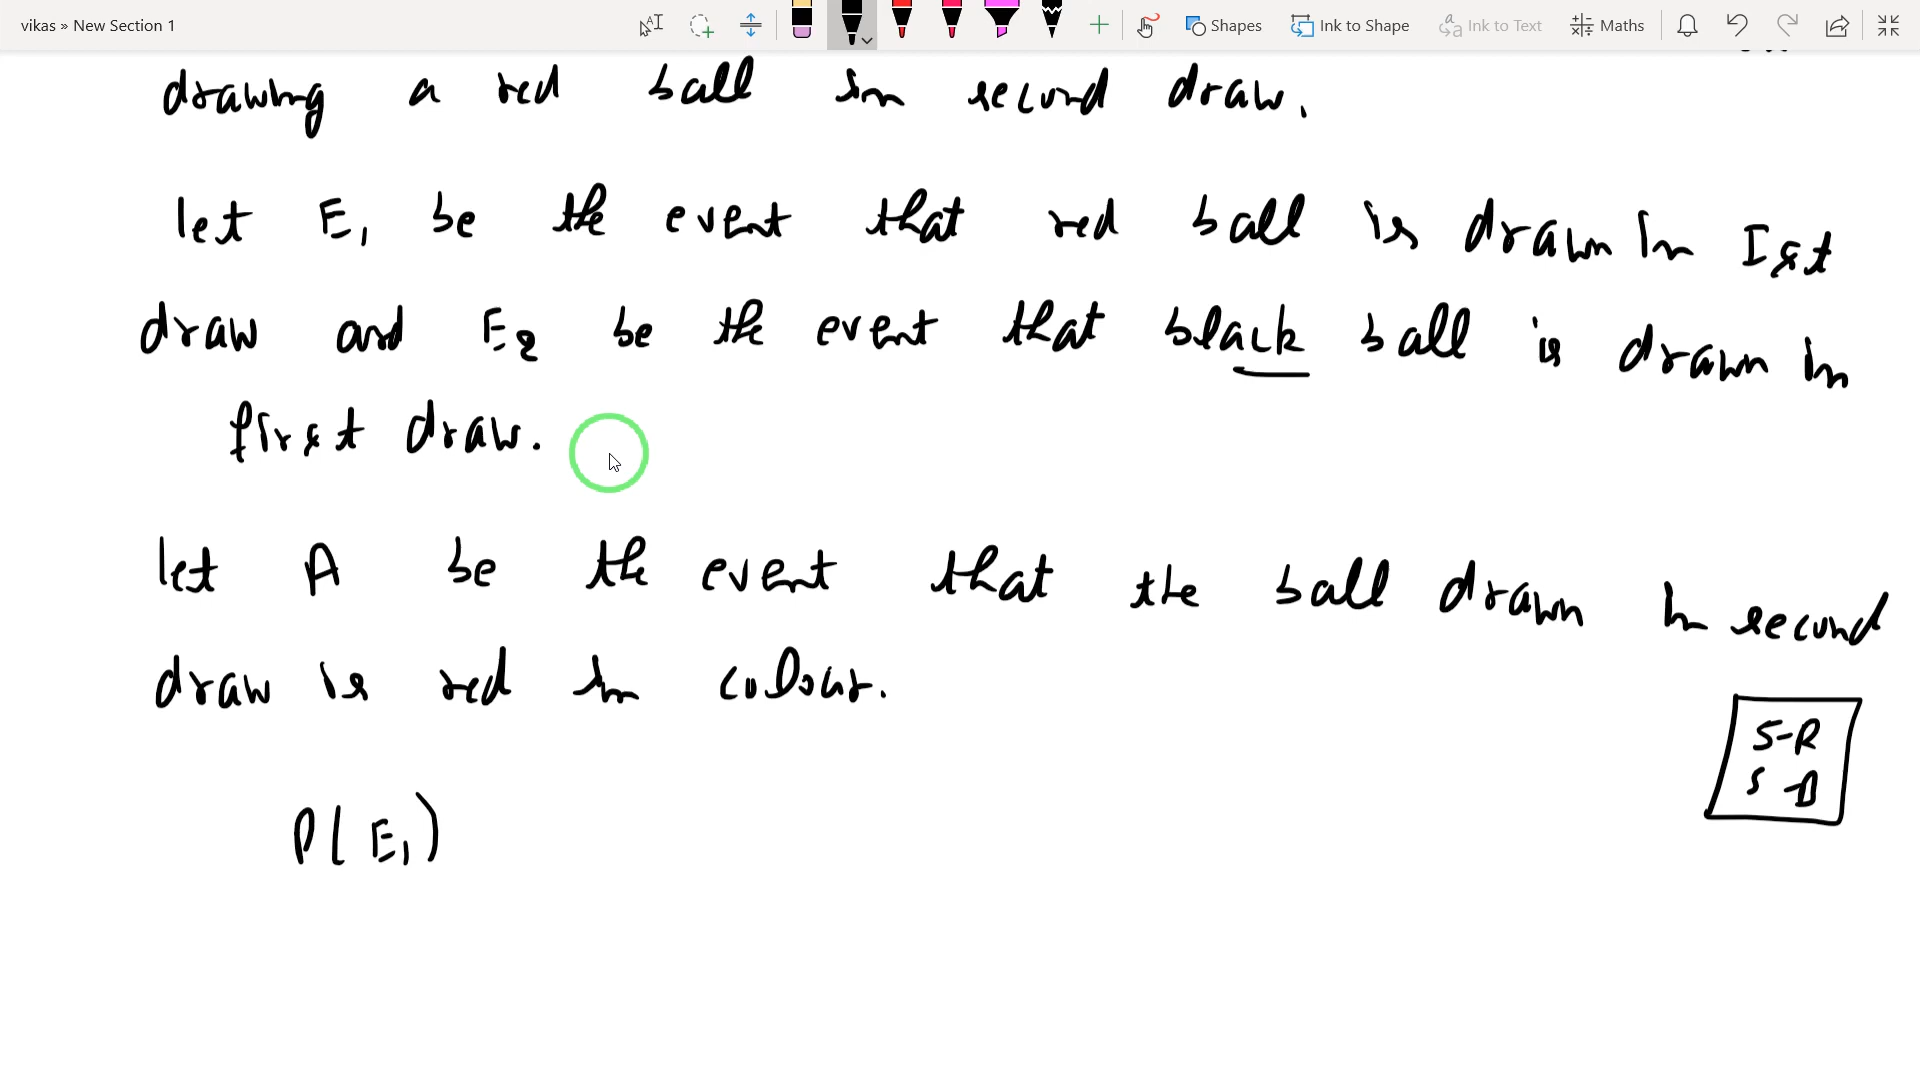 vikas » New Section 1
Shapes
Ink to Shape
Ink to Text
Maths
drawing a red ball in second draw.
let E₁ be the event that red ball is drawn in Ist
draw and E₂ be the event that black ball is drawn in
first draw.
let A be the event that the ball drawn in second
draw is red in colour.
5-R
5-B
P(E₁)